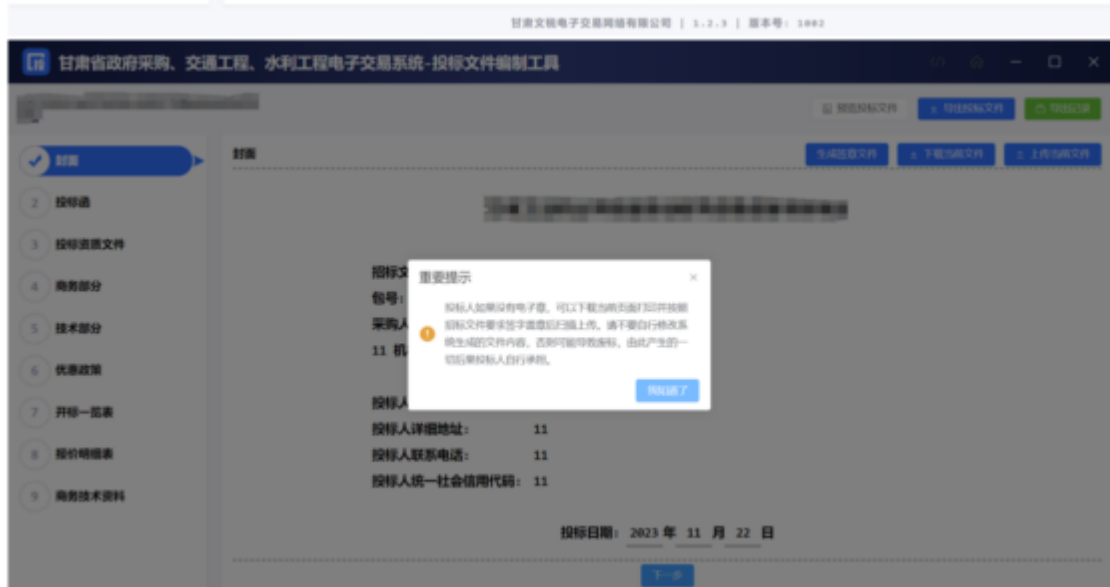 甘肃文锐电子交易网络有限公司 | 1.2.3 | 版本号: 1002
甘肃省政府采购、交通工程、水利工程电子交易系统-投标文件编制工具
预览投标文件
导出投标文件
导出记录
封面
封面
生成签章文件
下载当前文件
上传当前文件
2 投标函
3 投标资质文件
4 商务部分
5 技术部分
6 优惠政策
7 开标一览表
8 报价明细表
9 商务技术资料
招标文
包号:
采购人
11 机
重要提示
投标人如果没有电子章, 可以下载当前页面打印并按照
招标文件要求签字盖章后扫描上传, 请不要自行修改系
统生成的文件内容, 否则可能导致废标, 由此产生的一
切后果投标人自行承担。
我知道了
投标人
投标人详细地址: 11
投标人联系电话: 11
投标人统一社会信用代码: 11
投标日期: 2023 年 11 月 22 日
下一步